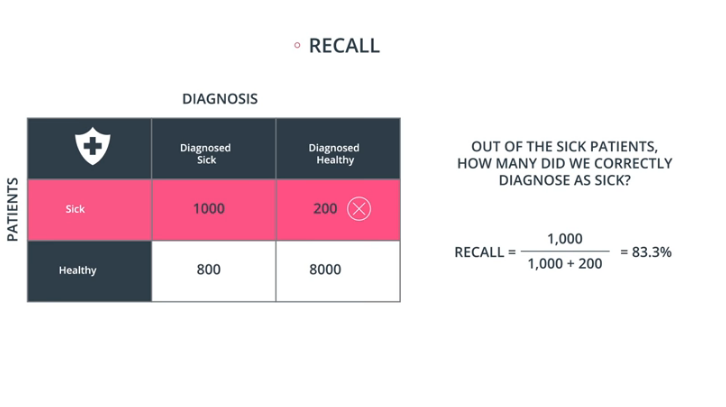 RECALL
DIAGNOSIS
PATIENTS
Diagnosed
Sick
Diagnosed
Healthy
Sick
1000
200
Healthy
800
8000
OUT OF THE SICK PATIENTS,
HOW MANY DID WE CORRECTLY
DIAGNOSE AS SICK?
RECALL = 1,000 / 1,000 + 200 = 83.3%